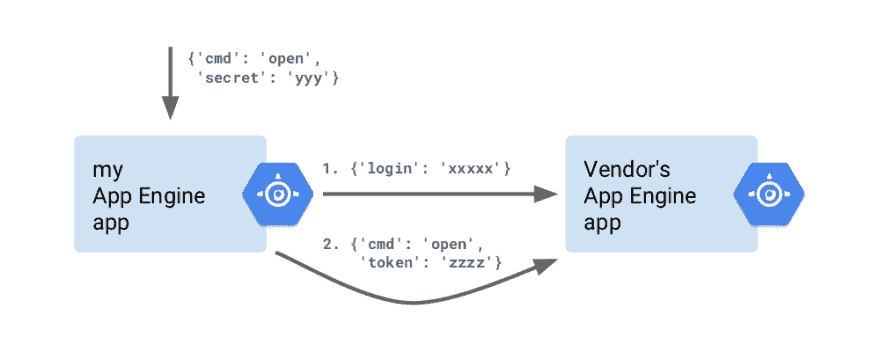 {'cmd': 'open',
'secret': 'yyy'}
my
App Engine
app
1. {'login': 'xxxxx'}
2. {'cmd': 'open',
'token': 'zzzz'}
Vendor's
App Engine
app